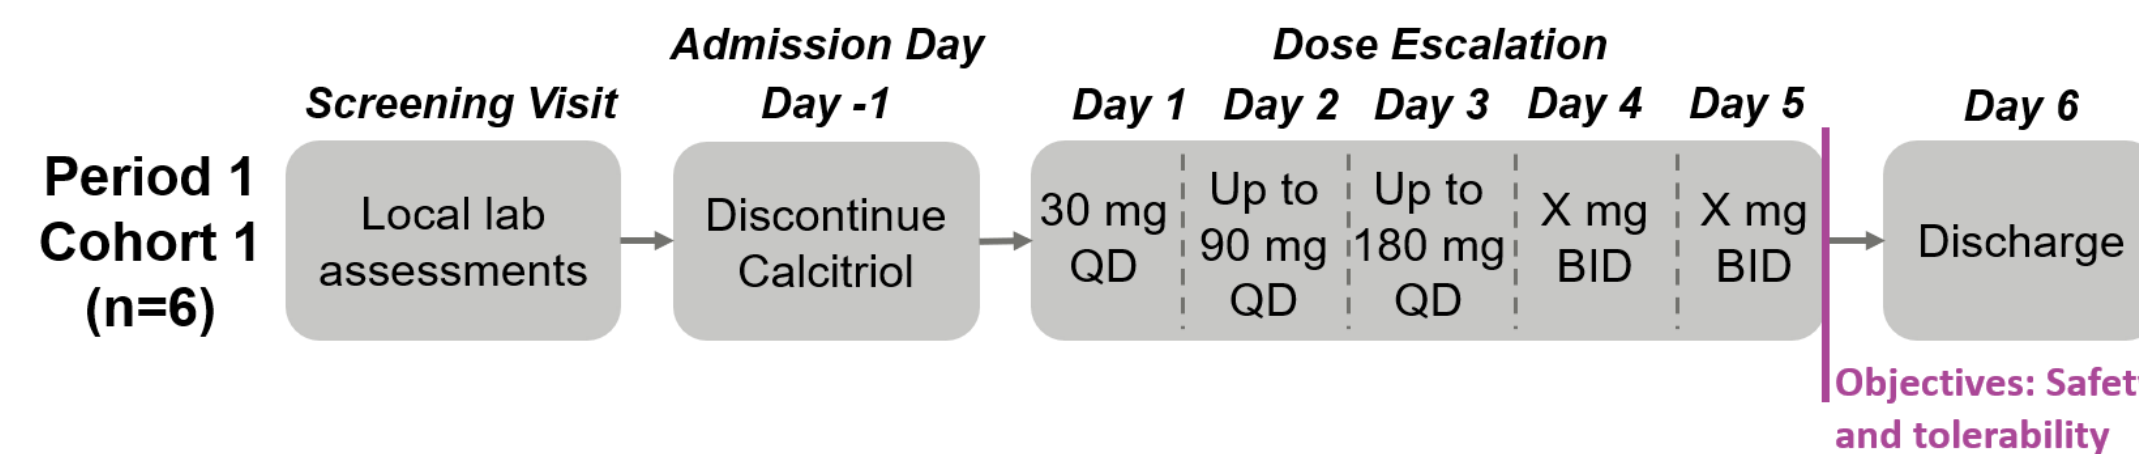 Admission Day
Dose Escalation
Screening Visit
Day -1
Day 1
Day 2
Day 3
Day 4
Day 5
Day 6
Period 1
Cohort 1
(n=6)
Local lab
assessments
Discontinue
Calcitriol
30 mg
QD
Up to
90 mg
QD
Up to
180 mg
QD
X mg
BID
X mg
BID
Discharge
Objectives: Safet
and tolerability